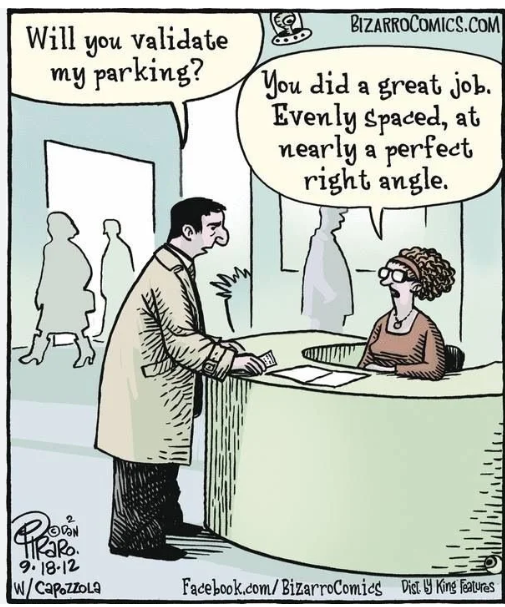 BIZARROCOMICS.COM
Will you validate
my parking?
You did a great job.
Evenly spaced, at
nearly a perfect
right angle.
© DAN
2
PIRARO.
9·18·12
W/ CAPOZZOLA
Facebook.com/BizarroComics
Dist. by King Features